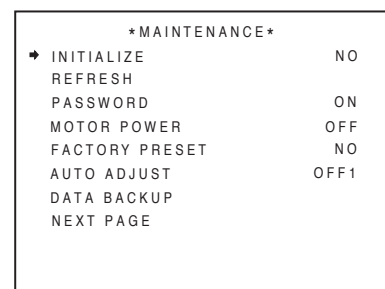 *MAINTENANCE*
INITIALIZE NO
REFRESH
PASSWORD ON
MOTOR POWER OFF
FACTORY PRESET NO
AUTO ADJUST OFF1
DATA BACKUP
NEXT PAGE